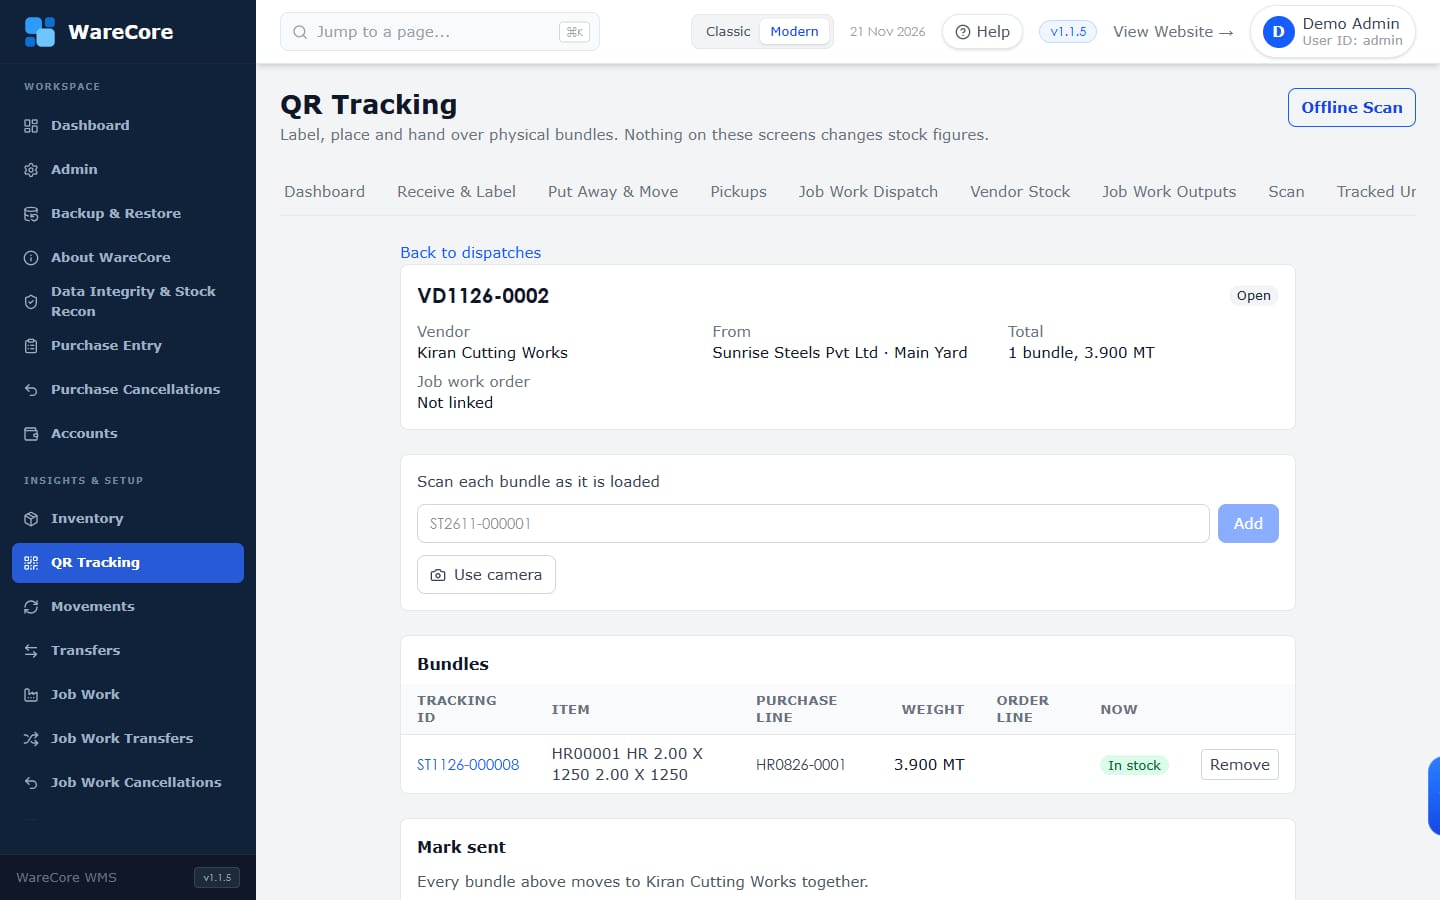 WareCore
Jump to a page...
⌘K
Classic
Modern
21 Nov 2026
Help
v1.1.5
View Website →
D
Demo Admin
User ID: admin
WORKSPACE
Dashboard
Admin
Backup & Restore
About WareCore
Data Integrity & Stock
Recon
Purchase Entry
Purchase Cancellations
Accounts
INSIGHTS & SETUP
Inventory
QR Tracking
Movements
Transfers
Job Work
Job Work Transfers
Job Work Cancellations
WareCore WMS
v1.1.5
QR Tracking
Label, place and hand over physical bundles. Nothing on these screens changes stock figures.
Offline Scan
Dashboard
Receive & Label
Put Away & Move
Pickups
Job Work Dispatch
Vendor Stock
Job Work Outputs
Scan
Tracked Ur
Back to dispatches
VD1126-0002
Open
Vendor
Kiran Cutting Works
From
Sunrise Steels Pvt Ltd · Main Yard
Total
1 bundle, 3.900 MT
Job work order
Not linked
Scan each bundle as it is loaded
ST2611-000001
Add
Use camera
Bundles
TRACKING
ID
ITEM
PURCHASE
LINE
WEIGHT
ORDER
LINE
NOW
ST1126-000008
HR00001 HR 2.00 X
1250 2.00 X 1250
HR0826-0001
3.900 MT
In stock
Remove
Mark sent
Every bundle above moves to Kiran Cutting Works together.